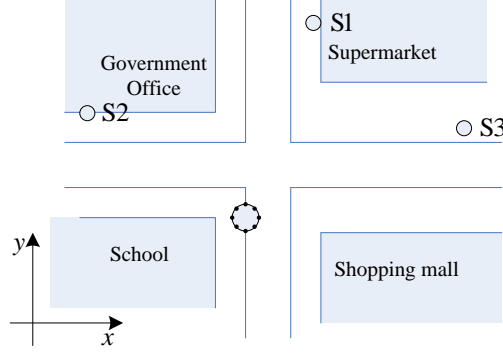 S1
Supermarket
Government
Office
S2
S3
y
School
Shopping mall
x